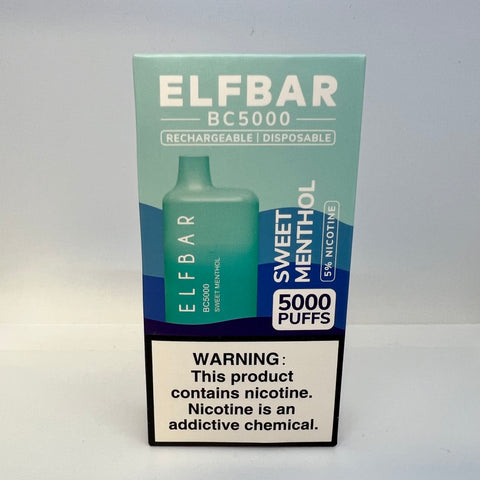 ELFBAR
BC5000
RECHARGEABLE | DISPOSABLE
ELFBAR
BC5000
SWEET MENTHOL
SWEET
MENTHOL
5% NICOTINE
5000
PUFFS
WARNING:
This product
contains nicotine.
Nicotine is an
addictive chemical.